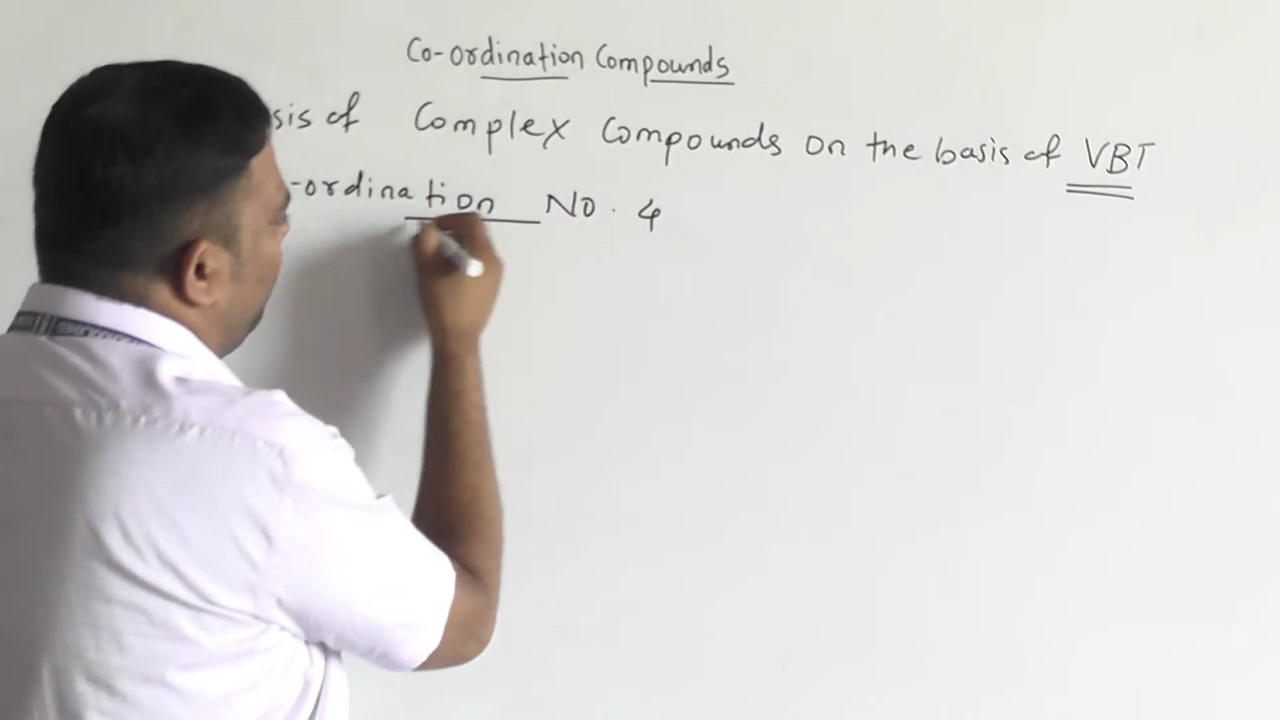 Co-ordination Compounds
sis of Complex Compounds on the basis of VBT
-ordination No. 4